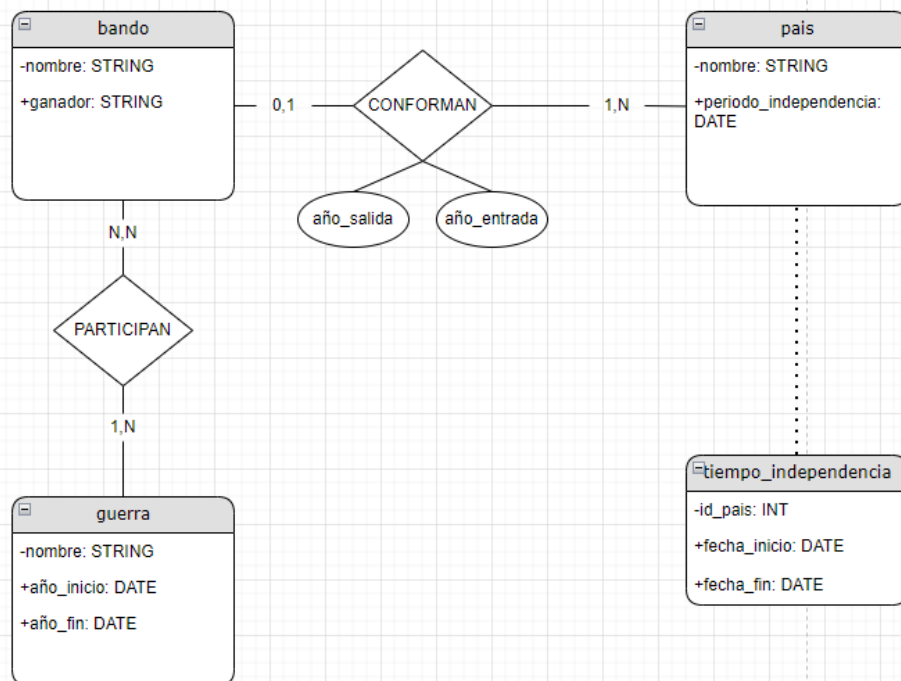 bando
-nombre: STRING
+ganador: STRING
0,1
CONFORMAN
1,N
pais
-nombre: STRING
+periodo_independencia:
DATE
año_salida
año_entrada
N,N
PARTICIPAN
1,N
guerra
-nombre: STRING
+año_inicio: DATE
+año_fin: DATE
tiempo_independencia
-id_pais: INT
+fecha_inicio: DATE
+fecha_fin: DATE